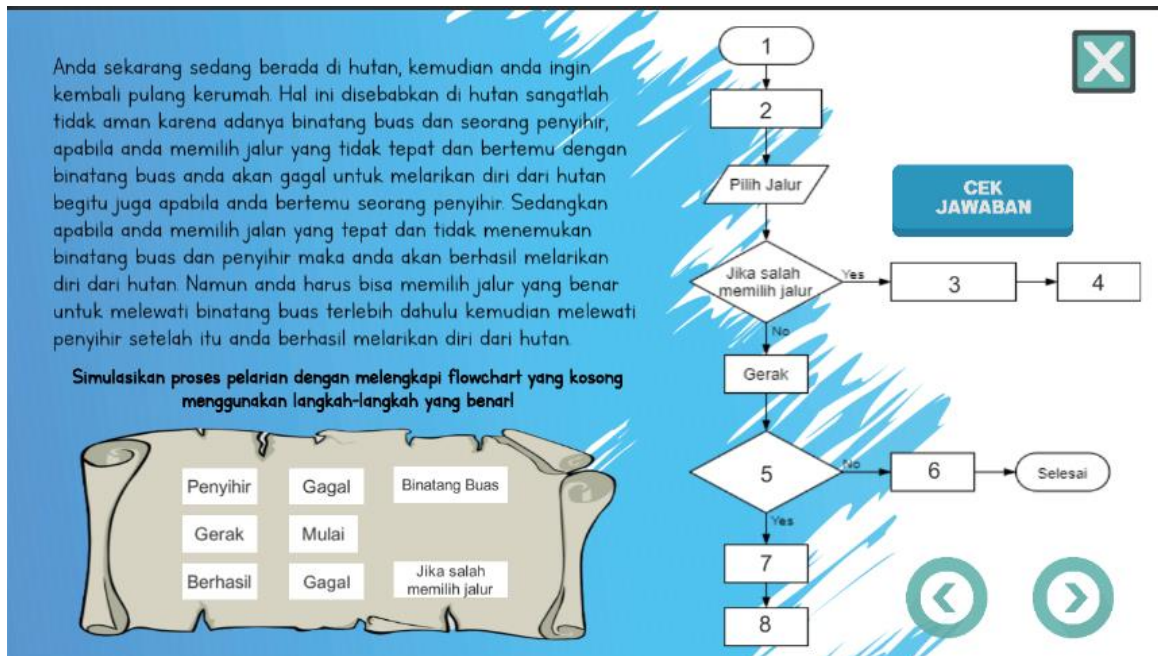 Anda sekarang sedang berada di hutan, kemudian anda ingin
kembali pulang kerumah. Hal ini disebabkan di hutan sangatlah
tidak aman karena adanya binatang buas dan seorang penyihir,
apabila anda memilih jalur yang tidak tepat dan bertemu dengan
binatang buas anda akan gagal untuk melarikan diri dari hutan
begitu juga apabila anda bertemu seorang penyihir. Sedangkan
apabila anda memilih jalan yang tepat dan tidak menemukan
binatang buas dan penyihir maka anda akan berhasil melarikan
diri dari hutan. Namun anda harus bisa memilih jalur yang benar
untuk melewati binatang buas terlebih dahulu kemudian melewati
penyihir setelah itu anda berhasil melarikan diri dari hutan.
Simulasikan proses pelarian dengan melengkapi flowchart yang kosong
menggunakan langkah-langkah yang benar!
Penyihir
Gagal
Binatang Buas
Gerak
Mulai
Berhasil
Gagal
Jika salah
memilih jalur
1
2
Pilih Jalur
Jika salah
memilih jalur
Yes
3
4
No
Gerak
5
No
6
Selesai
Yes
7
8
CEK
JAWABAN